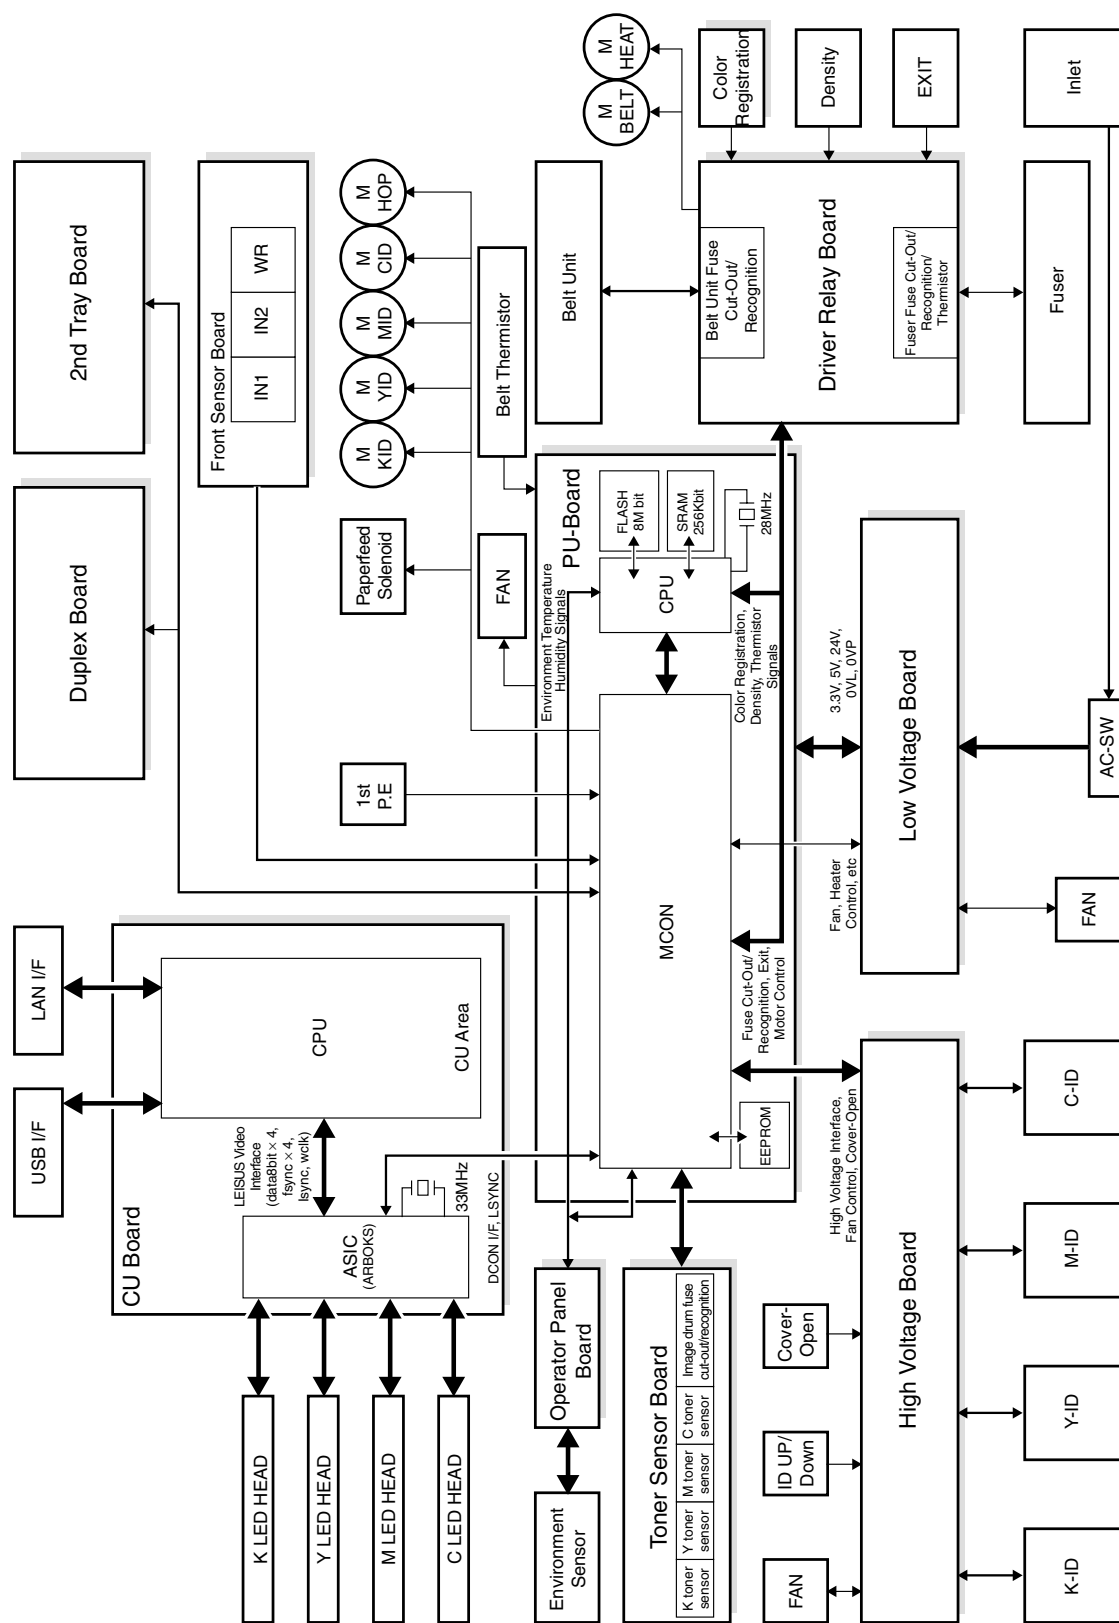 LAN I/F
USB I/F
CU Board
CPU
CU Area
LEISUS Video
Interface
(data8bit × 4,
fsync × 4,
lsync, wclk)
ASIC
(ARBOKS)
33MHz
DCON I/F, LSYNC
K LED HEAD
Y LED HEAD
M LED HEAD
C LED HEAD
Duplex Board
2nd Tray Board
Front Sensor Board
IN1
IN2
WR
1st
P.E
Paperfeed
Solenoid
M
KID
M
YID
M
MID
M
CID
M
HOP
FAN
Belt Thermistor
M
BELT
M
HEAT
Environment
Sensor
Operator Panel
Board
Environment Temperature
Humidity Signals
PU-Board
MCON
CPU
FLASH
8M bit
SRAM
256Kbit
28MHz
EEPROM
Color Registration,
Density, Thermistor
Signals
Fuse Cut-Out/
Recognition, Exit,
Motor Control
Toner Sensor Board
K toner
sensor
Y toner
sensor
M toner
sensor
C toner
sensor
Image drum fuse
cut-out/recognition
Belt Unit
Belt Unit Fuse
Cut-Out/
Recognition
Driver Relay Board
Fuser Fuse Cut-Out/
Recognition/
Thermistor
Color
Registration
Density
EXIT
Inlet
Fuser
FAN
ID UP/
Down
Cover-
Open
High Voltage Interface,
Fan Control, Cover-Open
High Voltage Board
Fan, Heater
Control, etc
3.3V, 5V, 24V,
0VL, 0VP
Low Voltage Board
K-ID
Y-ID
M-ID
C-ID
FAN
AC-SW